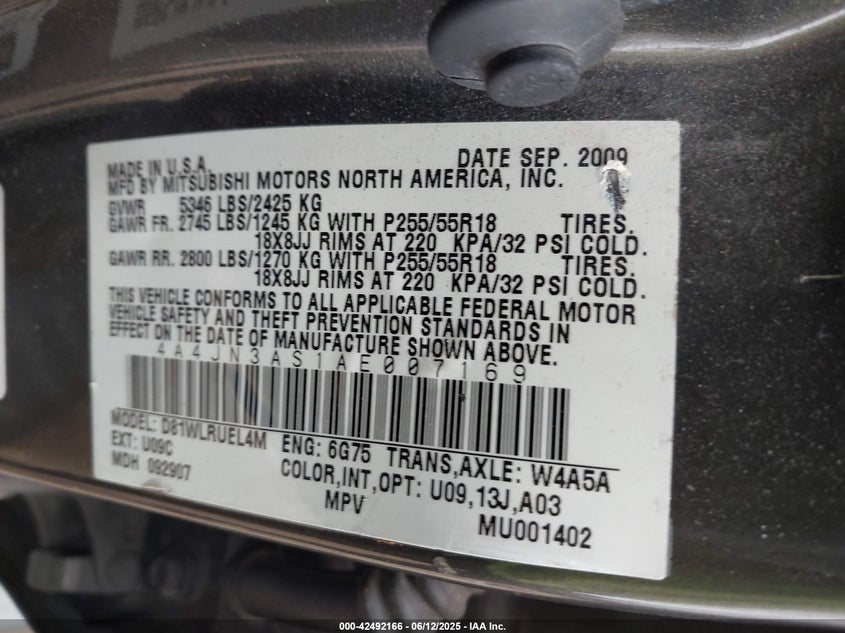 MADE IN U.S.A. DATE SEP. 2009
MFD BY MITSUBISHI MOTORS NORTH AMERICA, INC.
GVWR 5346 LBS/2425 KG
GAWR FR. 2745 LBS/1245 KG WITH P255/55R18 TIRES.
18X8JJ RIMS AT 220 KPA/32 PSI COLD.
GAWR RR. 2800 LBS/1270 KG WITH P255/55R18 TIRES.
18X8JJ RIMS AT 220 KPA/32 PSI COLD.
THIS VEHICLE CONFORMS TO ALL APPLICABLE FEDERAL MOTOR
VEHICLE SAFETY AND THEFT PREVENTION STANDARDS IN
EFFECT ON THE DATE OF MANUFACTURE SHOWN ABOVE.
4A4JN3AS1AE007169
MODEL: D81WLRUEL4M
EXT: U09C ENG: 6G75 TRANS,AXLE: W4A5A
MDH 092907 COLOR,INT,OPT: U09,13J,A03
MPV MU001402
000-42492166 - 06/12/2025 - IAA Inc.